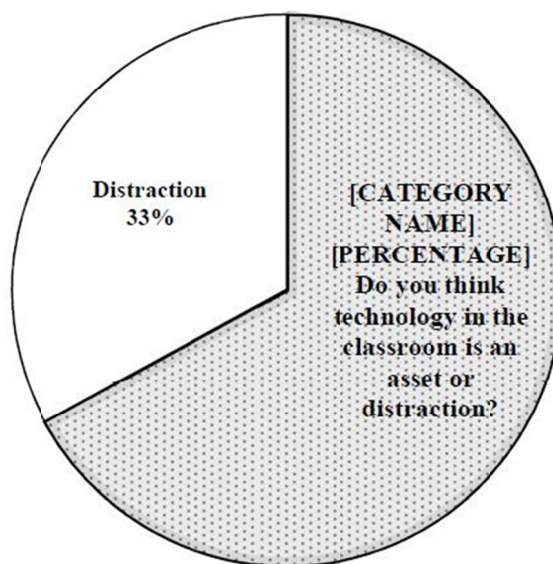 Distraction
33%
[CATEGORY
NAME]
[PERCENTAGE]
Do you think
technology in the
classroom is an
asset or
distraction?